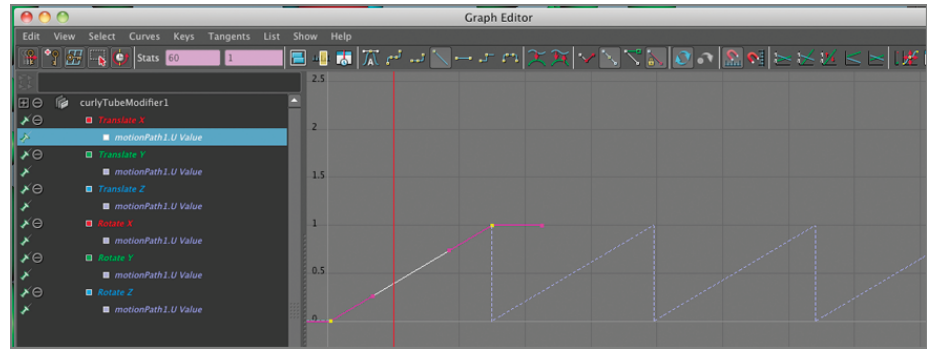 Graph Editor
Edit View Select Curves Keys Tangents List Show Help
Stats 60 1
curlyTubeModifier1
Translate X
motionPath1.U Value
Translate Y
motionPath1.U Value
Translate Z
motionPath1.U Value
Rotate X
motionPath1.U Value
Rotate Y
motionPath1.U Value
Rotate Z
motionPath1.U Value
2.5
2
1.5
1
0.5
0